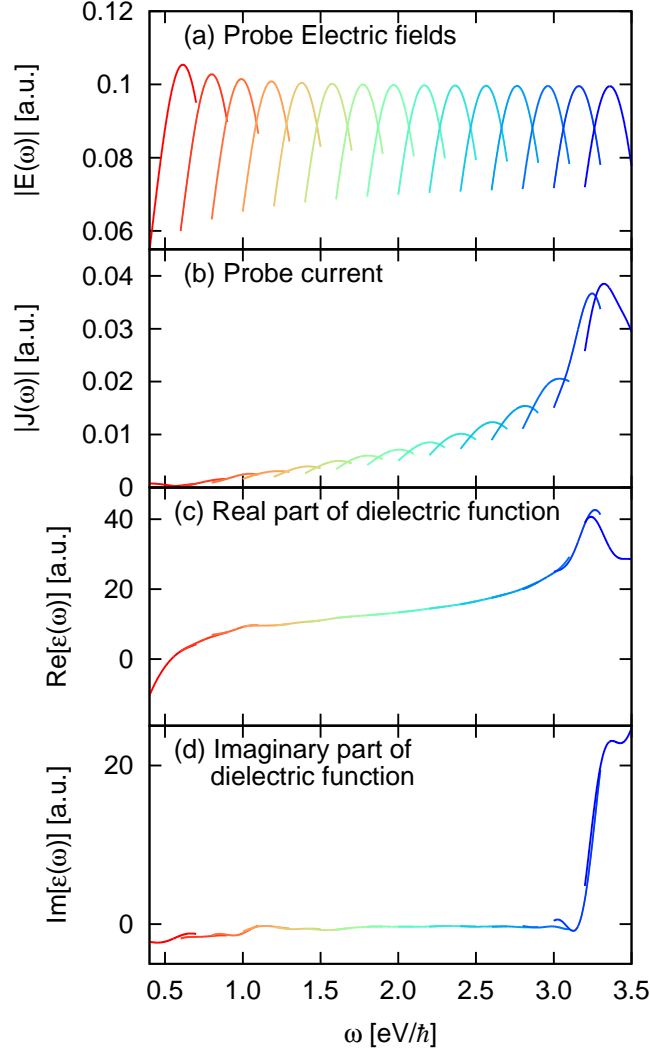 (a) Probe Electric fields
|E(ω)| [a.u.]
0.12
0.1
0.08
0.06
(b) Probe current
|J(ω)| [a.u.]
0.04
0.03
0.02
0.01
0
(c) Real part of dielectric function
Re[ε(ω)] [a.u.]
40
20
0
(d) Imaginary part of
dielectric function
Im[ε(ω)] [a.u.]
20
0
0.5 1.0 1.5 2.0 2.5 3.0 3.5
ω [eV/ℏ]